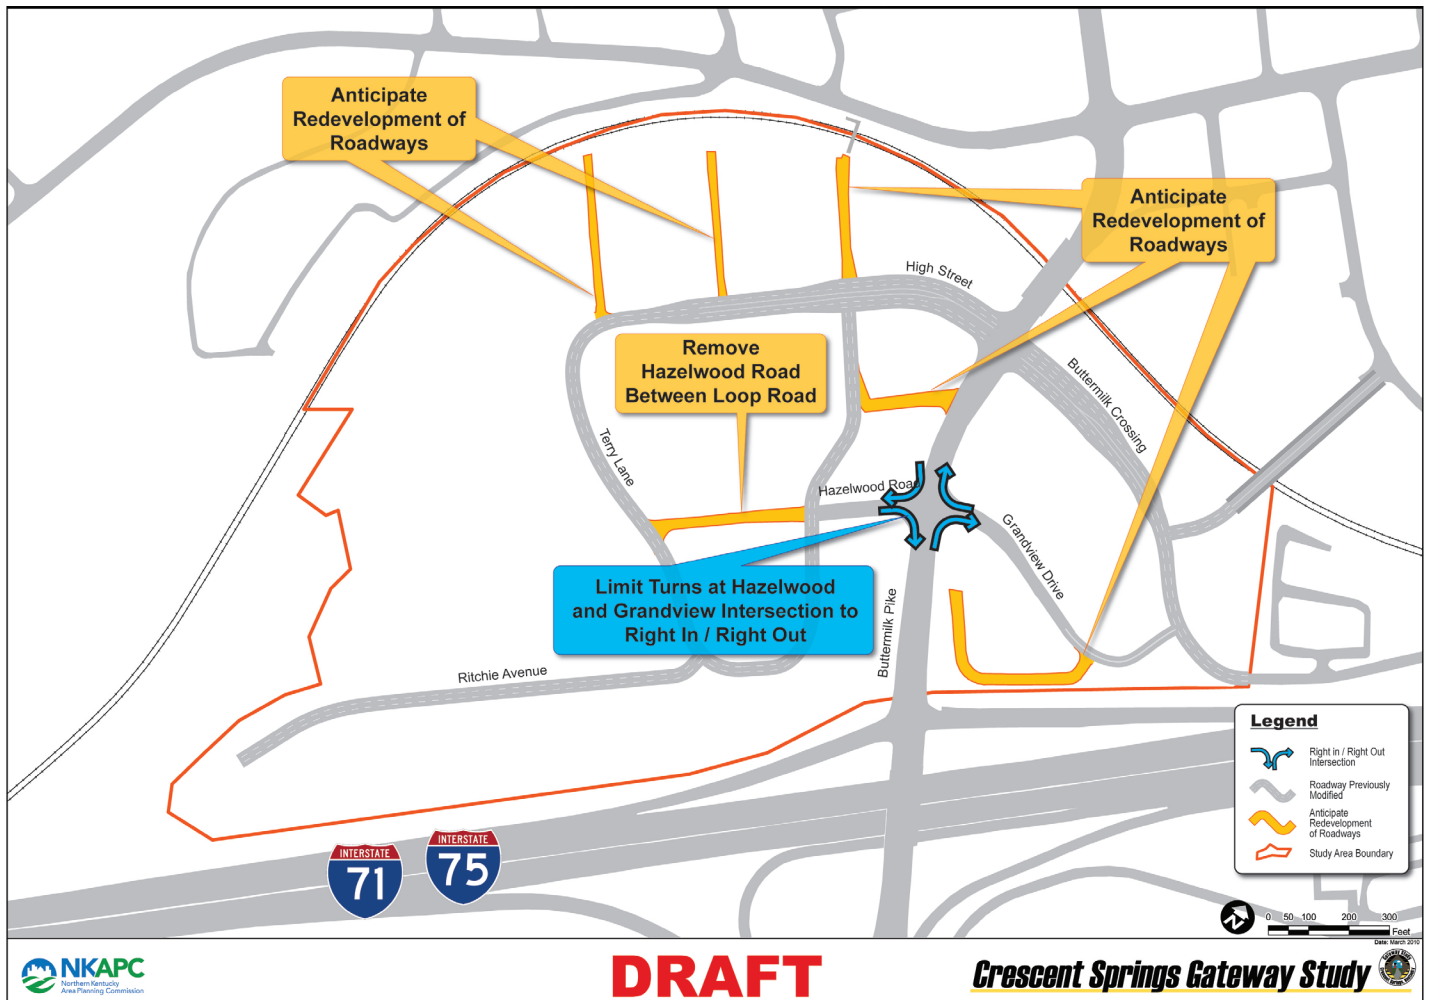 Anticipate
Redevelopment of
Roadways
Anticipate
Redevelopment of
Roadways
High Street
Remove
Hazelwood Road
Between Loop Road
Buttermilk Crossing
Terry Lane
Hazelwood Road
Grandview Drive
Limit Turns at Hazelwood
and Grandview Intersection to
Right In / Right Out
Buttermilk Pike
Ritchie Avenue
Legend
Right in / Right Out
Intersection
Roadway Previously
Modified
Anticipate
Redevelopment
of Roadways
Study Area Boundary
INTERSTATE
71
INTERSTATE
75
N
0 50 100 200 300
Feet
Date: March 2010
NKAPC
Northern Kentucky
Area Planning Commission
DRAFT
Crescent Springs Gateway Study